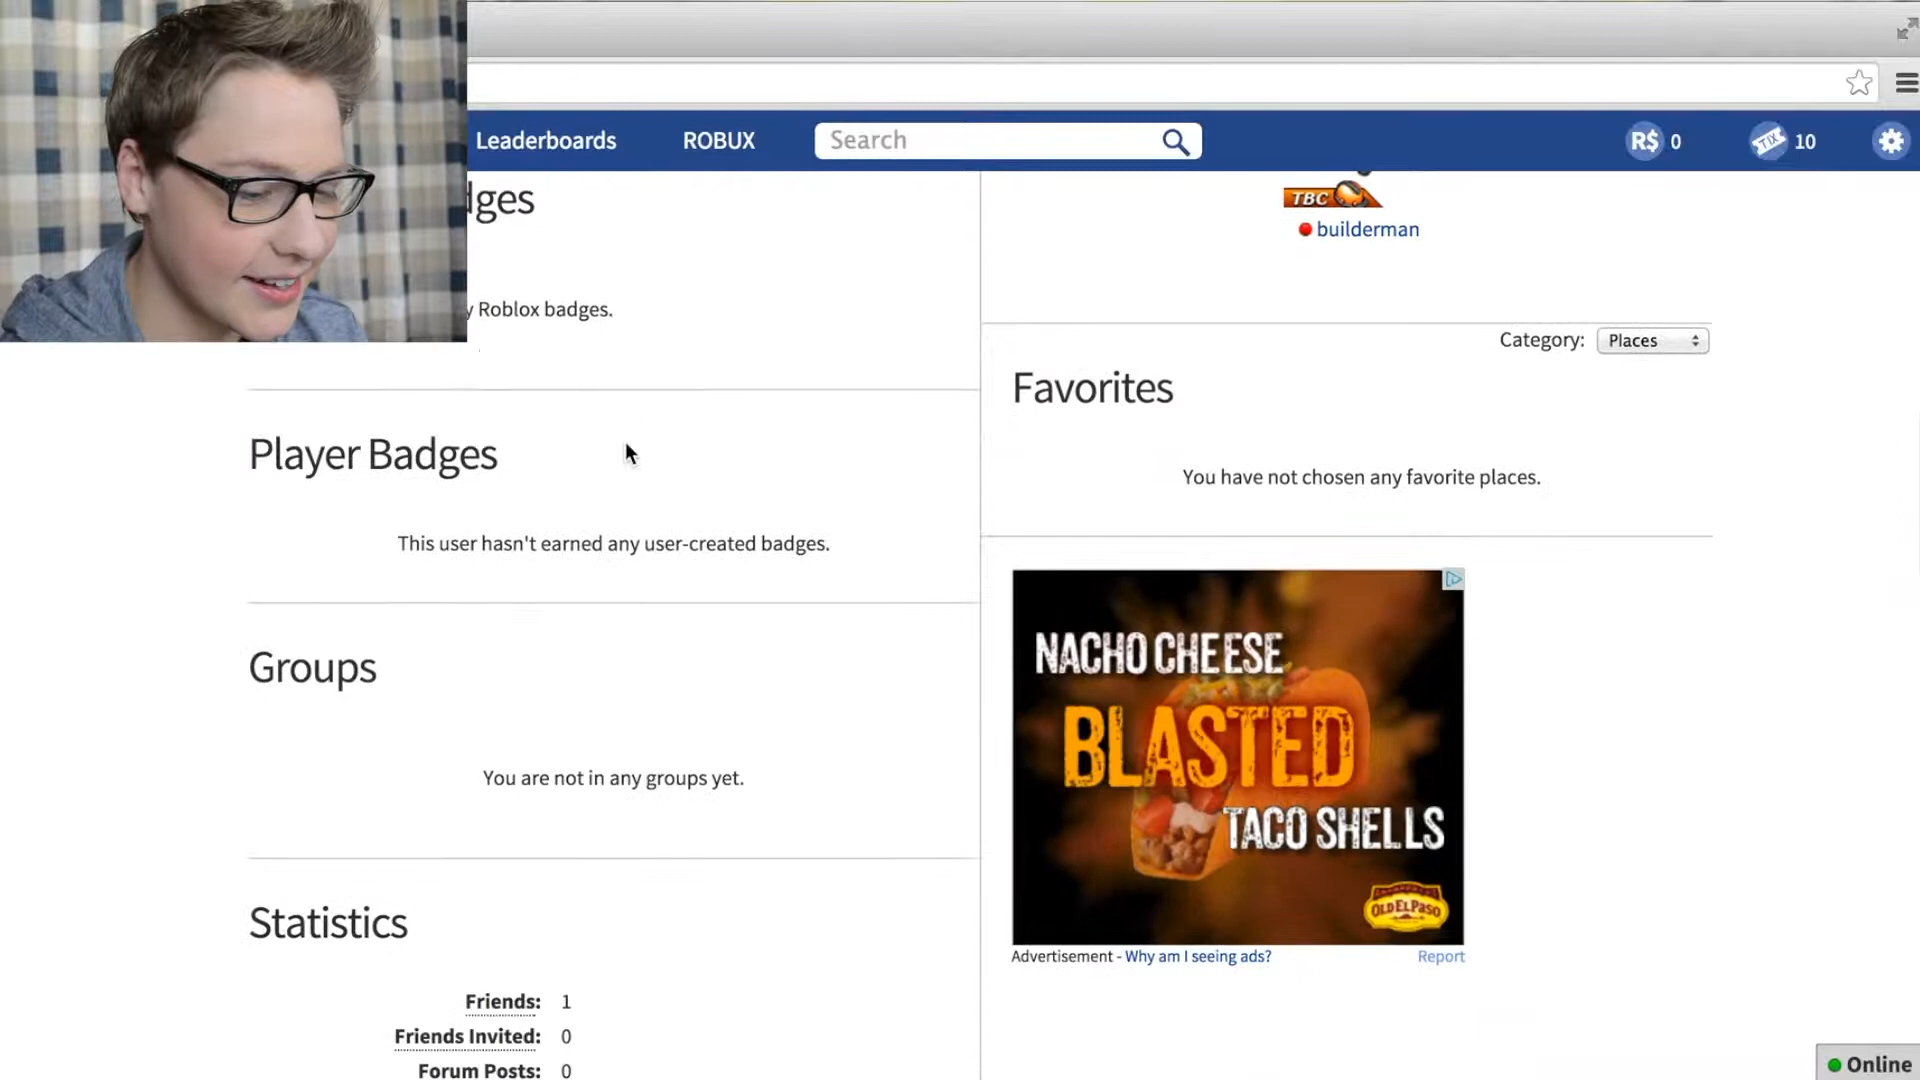 Leaderboards ROBUX Search R$ 0 TIX 10
dges
TBC
builderman
y Roblox badges.
Category: Places
Favorites
You have not chosen any favorite places.
Player Badges
This user hasn't earned any user-created badges.
Groups
You are not in any groups yet.
NACHO CHEESE
BLASTED
TACO SHELLS
OLD EL PASO
Advertisement - Why am I seeing ads? Report
Statistics
Friends: 1
Friends Invited: 0
Forum Posts: 0
Online